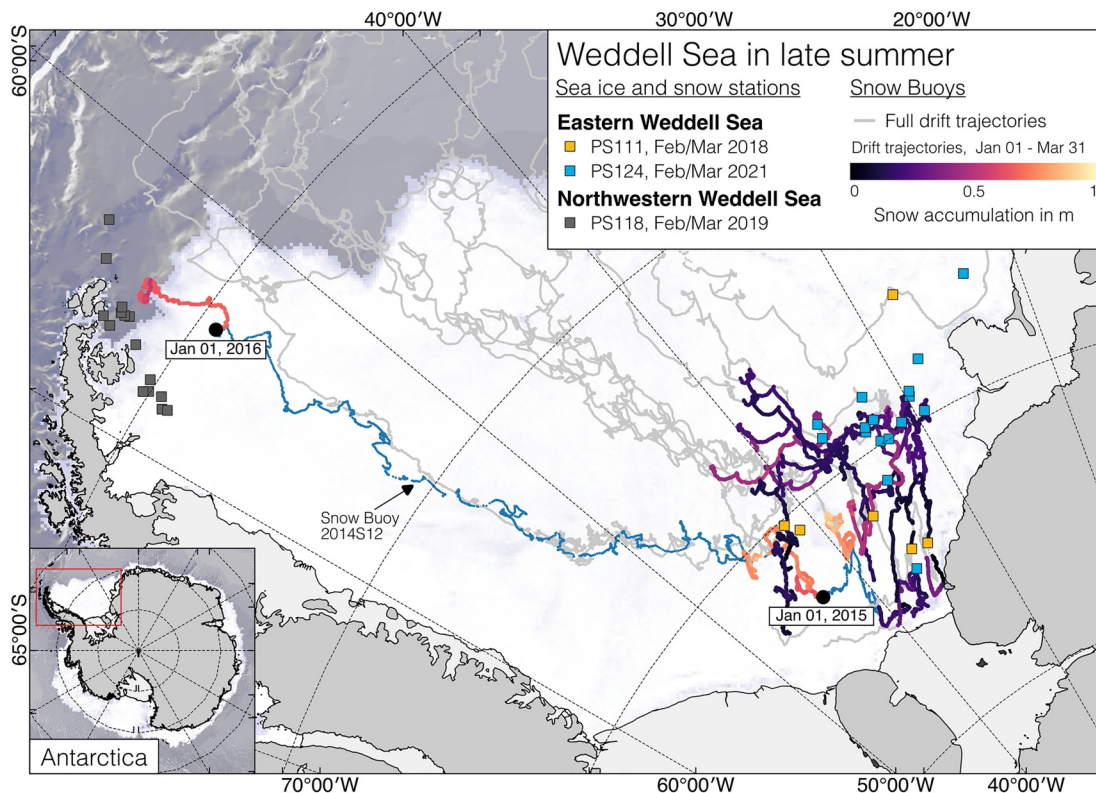 40°00′W
30°00′W
20°00′W
60°00′S
Weddell Sea in late summer
Sea ice and snow stations
Snow Buoys
Eastern Weddell Sea
Full drift trajectories
PS111, Feb/Mar 2018
Drift trajectories, Jan 01 - Mar 31
PS124, Feb/Mar 2021
0
0.5
1
Northwestern Weddell Sea
Snow accumulation in m
PS118, Feb/Mar 2019
Jan 01, 2016
Snow Buoy
2014S12
Jan 01, 2015
65°00′S
Antarctica
70°00′W
60°00′W
50°00′W
40°00′W